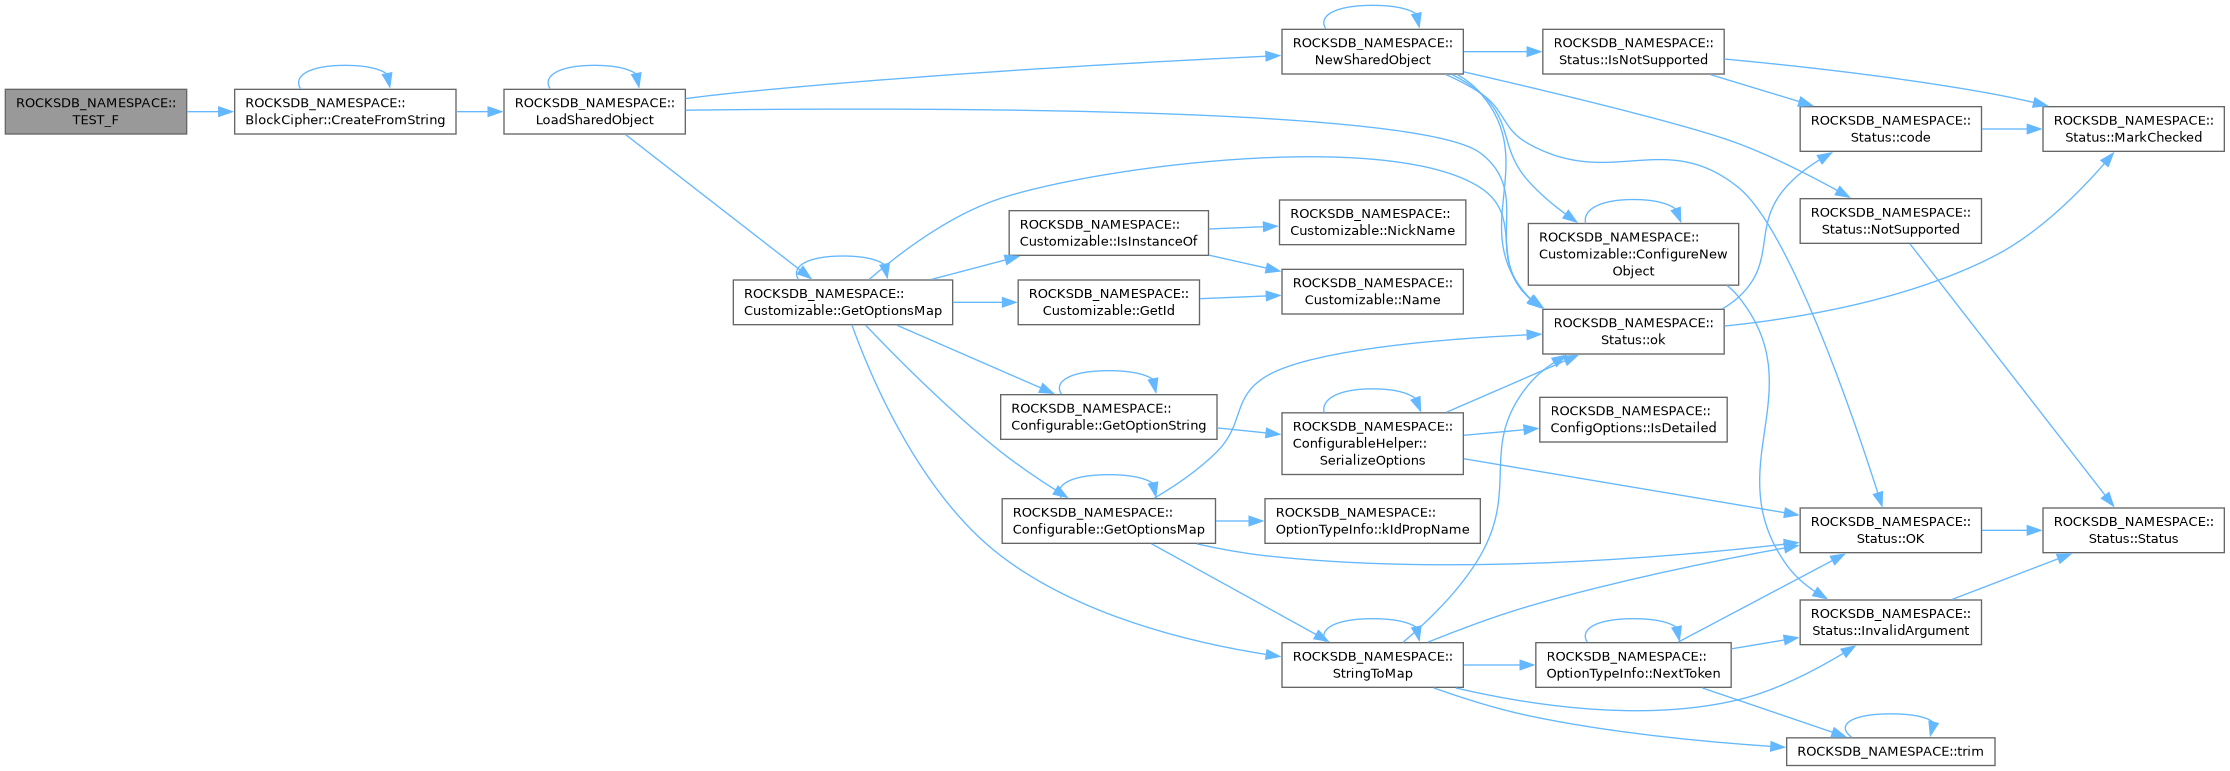 ROCKSDB_NAMESPACE::
TEST_F
ROCKSDB_NAMESPACE::
BlockCipher::CreateFromString
ROCKSDB_NAMESPACE::
LoadSharedObject
ROCKSDB_NAMESPACE::
NewSharedObject
ROCKSDB_NAMESPACE::
Status::IsNotSupported
ROCKSDB_NAMESPACE::
Status::code
ROCKSDB_NAMESPACE::
Status::MarkChecked
ROCKSDB_NAMESPACE::
Customizable::GetOptionsMap
ROCKSDB_NAMESPACE::
Customizable::IsInstanceOf
ROCKSDB_NAMESPACE::
Customizable::NickName
ROCKSDB_NAMESPACE::
Customizable::ConfigureNew
Object
ROCKSDB_NAMESPACE::
Status::NotSupported
ROCKSDB_NAMESPACE::
Customizable::GetId
ROCKSDB_NAMESPACE::
Customizable::Name
ROCKSDB_NAMESPACE::
Status::ok
ROCKSDB_NAMESPACE::
Configurable::GetOptionString
ROCKSDB_NAMESPACE::
ConfigurableHelper::
SerializeOptions
ROCKSDB_NAMESPACE::
ConfigOptions::IsDetailed
ROCKSDB_NAMESPACE::
Configurable::GetOptionsMap
ROCKSDB_NAMESPACE::
OptionTypeInfo::kIdPropName
ROCKSDB_NAMESPACE::
Status::OK
ROCKSDB_NAMESPACE::
Status::Status
ROCKSDB_NAMESPACE::
StringToMap
ROCKSDB_NAMESPACE::
OptionTypeInfo::NextToken
ROCKSDB_NAMESPACE::
Status::InvalidArgument
ROCKSDB_NAMESPACE::trim